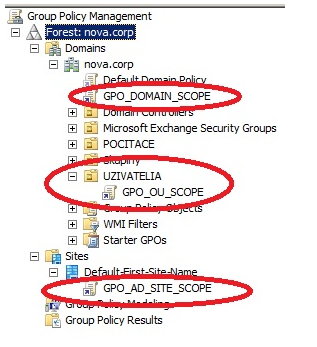 Group Policy Management
Forest: nova.corp
Domains
nova.corp
Default Domain Policy
GPO_DOMAIN_SCOPE
Domain Controllers
Microsoft Exchange Security Groups
POCITACE
Skupiny
UZIVATELIA
GPO_OU_SCOPE
Group Policy Objects
WMI Filters
Starter GPOs
Sites
Default-First-Site-Name
GPO_AD_SITE_SCOPE
Group Policy Modeling
Group Policy Results